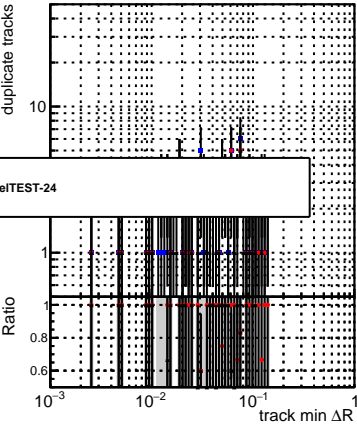 duplicate tracks
10
elTEST-24
1
Ratio
1
0.8
0.6
10⁻³ 10⁻² 10⁻¹ 1
track min ΔR